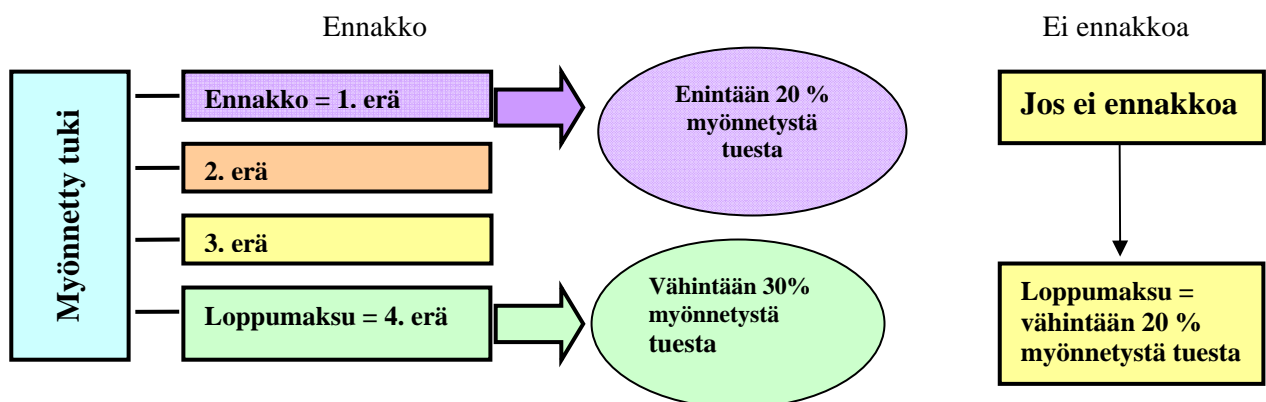 Ennakko
Ei ennakkoa
Myönnetty tuki
Ennakko = 1. erä
2. erä
3. erä
Loppumaksu = 4. erä
Enintään 20 %
myönnetystä
tuesta
Vähintään 30%
myönnetystä
tuesta
Jos ei ennakkoa
Loppumaksu =
vähintään 20 %
myönnetystä tuesta